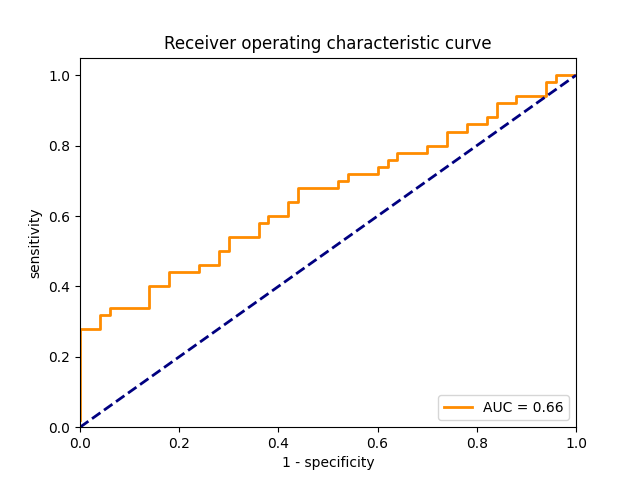 Receiver operating characteristic curve
1.0
0.8
0.6
0.4
0.2
0.0
sensitivity
AUC = 0.66
0.0 0.2 0.4 0.6 0.8 1.0
1 - specificity